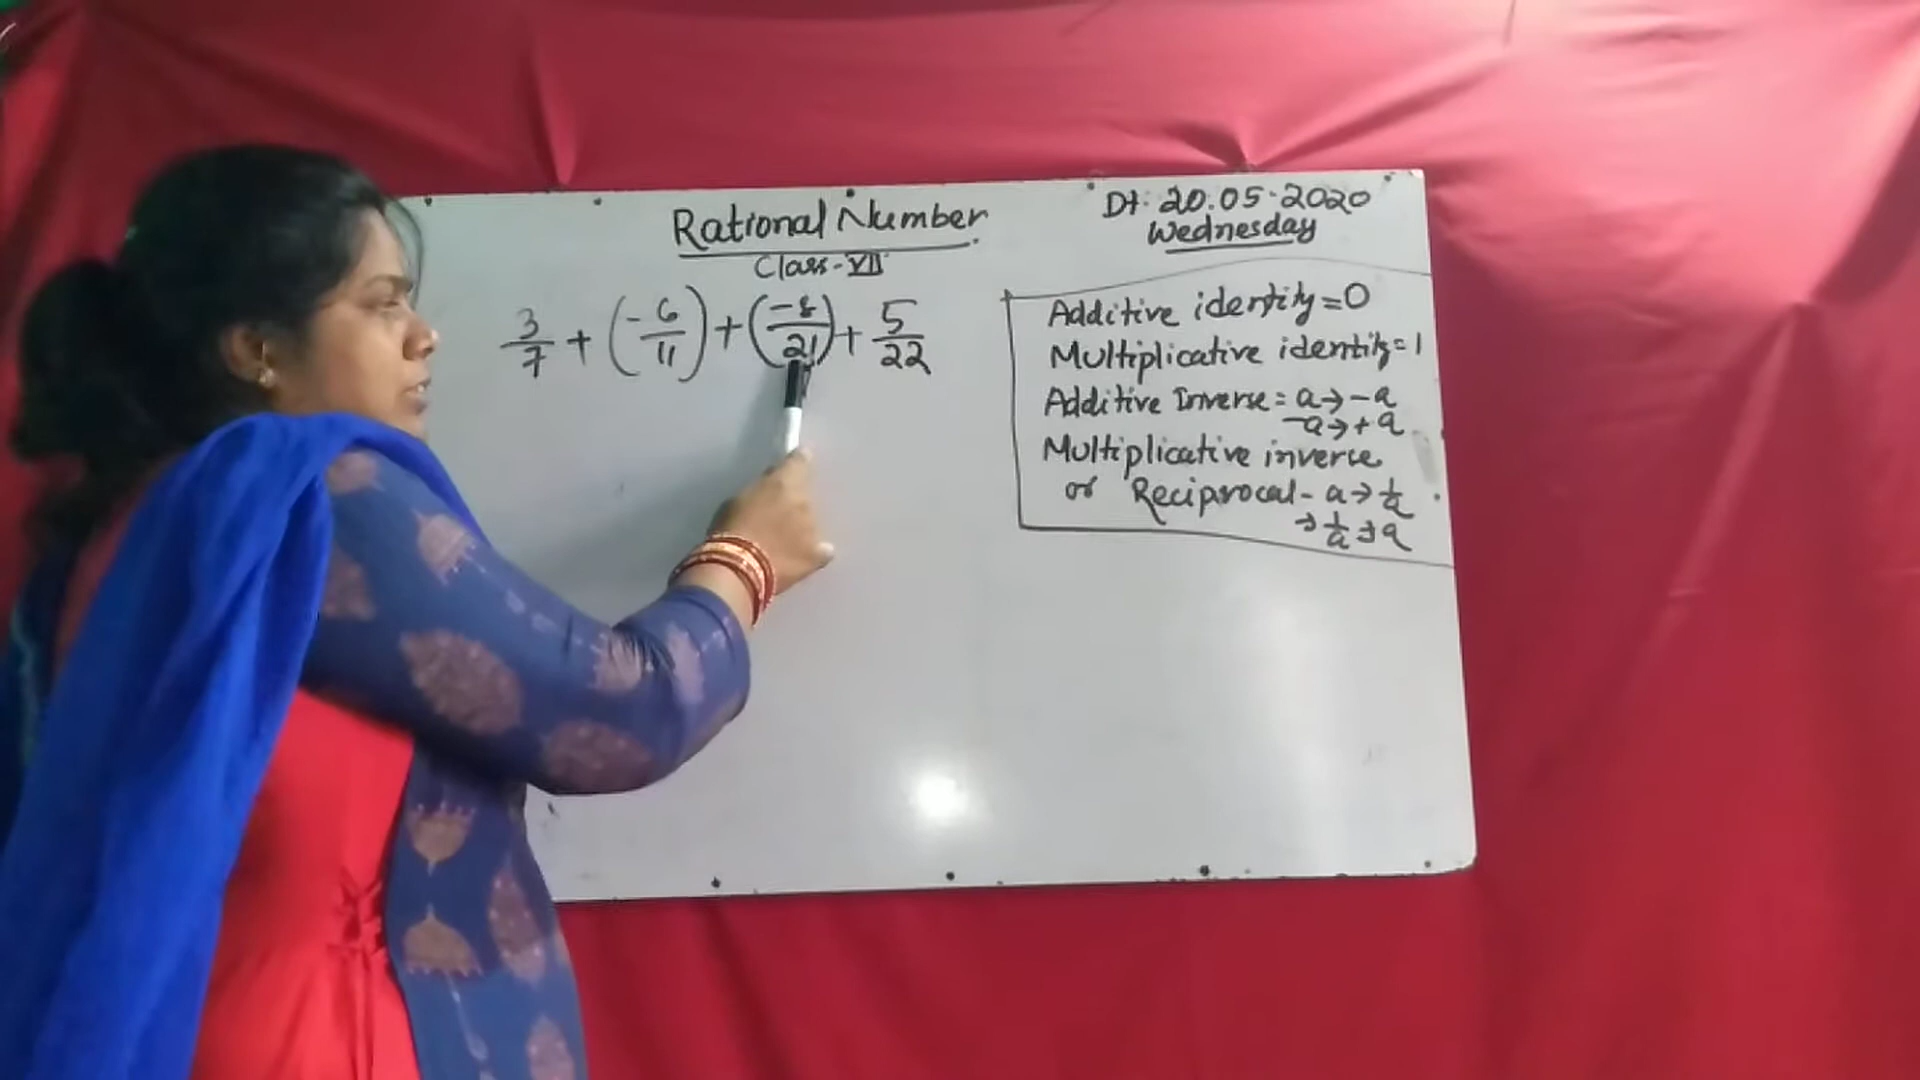 Rational Number
Class-VII
Dt: 20.05.2020
Wednesday
3/7 + (-6/11) + (-8/21) + 5/22
Additive identity = 0
Multiplicative identity = 1
Additive Inverse = a → -a
-a → +a
Multiplicative inverse
or Reciprocal - a → 1/a
→ 1/a → a